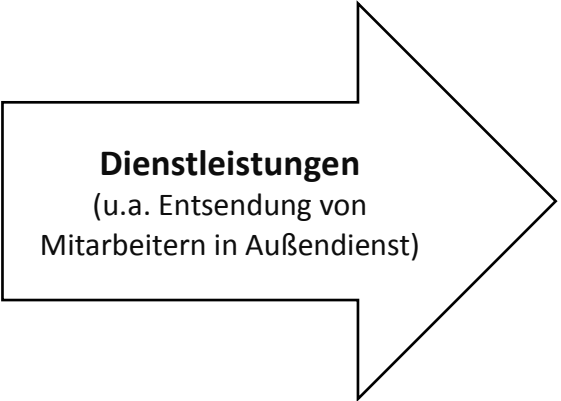 Dienstleistungen
(u.a. Entsendung von
Mitarbeitern in Außendienst)